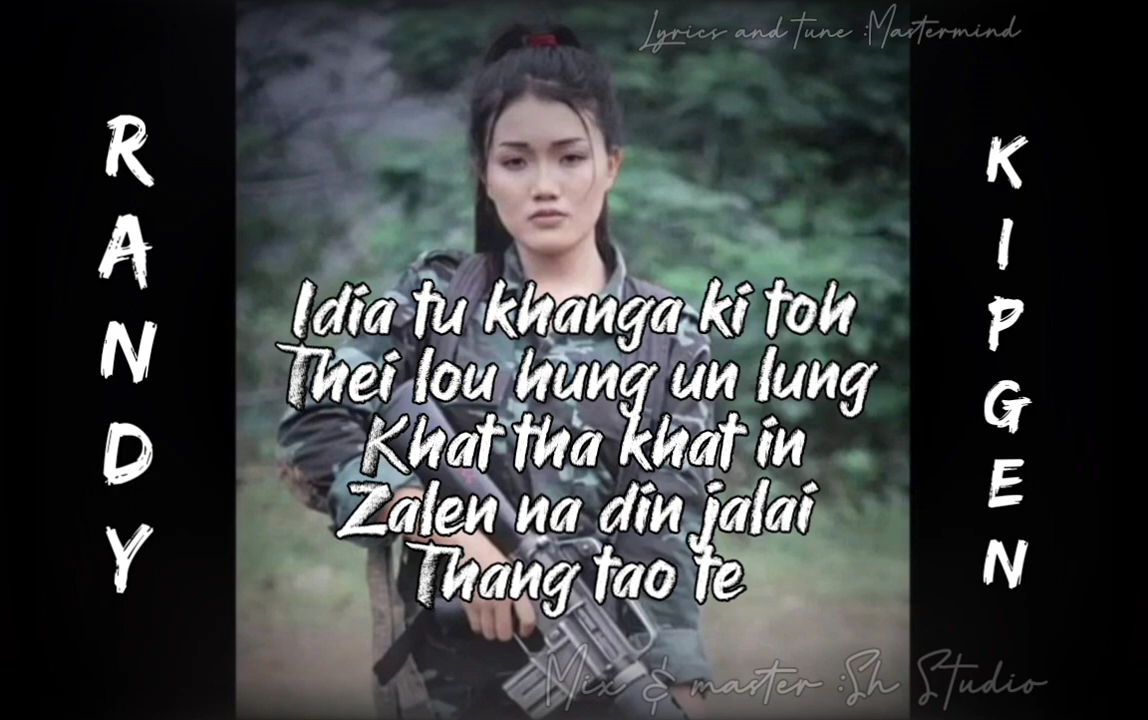 Lyrics and tune :Mastermind
RANDY
KIPGEN
Idia tu khanga ki toh
Thei lou hung un lung
Khat tha khat in
Zalen na din jalai
Thang tao te
Mix & master :Sh Studio